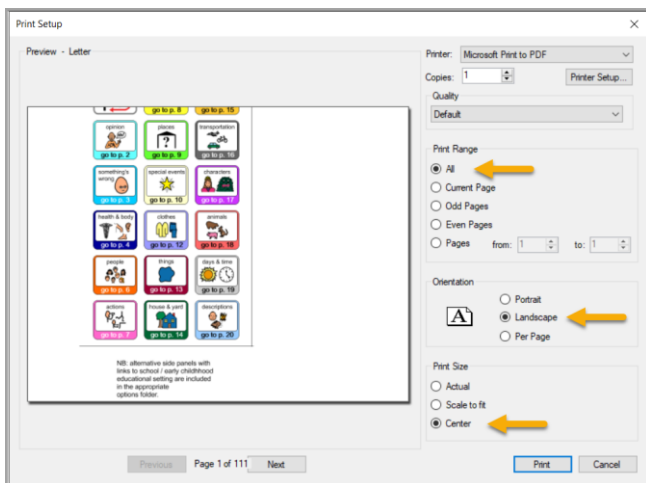 Print Setup
Preview - Letter
go to p. 8 go to p. 15
opinion places transportation
go to p. 2 go to p. 9 go to p. 16
something's wrong special events characters
go to p. 3 go to p. 10 go to p. 17
health & body clothes animals
go to p. 4 go to p. 12 go to p. 18
people things days & time
go to p. 6 go to p. 13 go to p. 19
actions house & yard descriptions
go to p. 7 go to p. 14 go to p. 20
NB: alternative side panels with
links to school / early childhhood
educational setting are included
in the appropriate
options folder.
Previous Page 1 of 111 Next
Printer: Microsoft Print to PDF
Copies: 1 Printer Setup...
Quality
Default
Print Range
All
Current Page
Odd Pages
Even Pages
Pages from: 1 to: 1
Orientation
A
Portrait
Landscape
Per Page
Print Size
Actual
Scale to fit
Center
Print Cancel